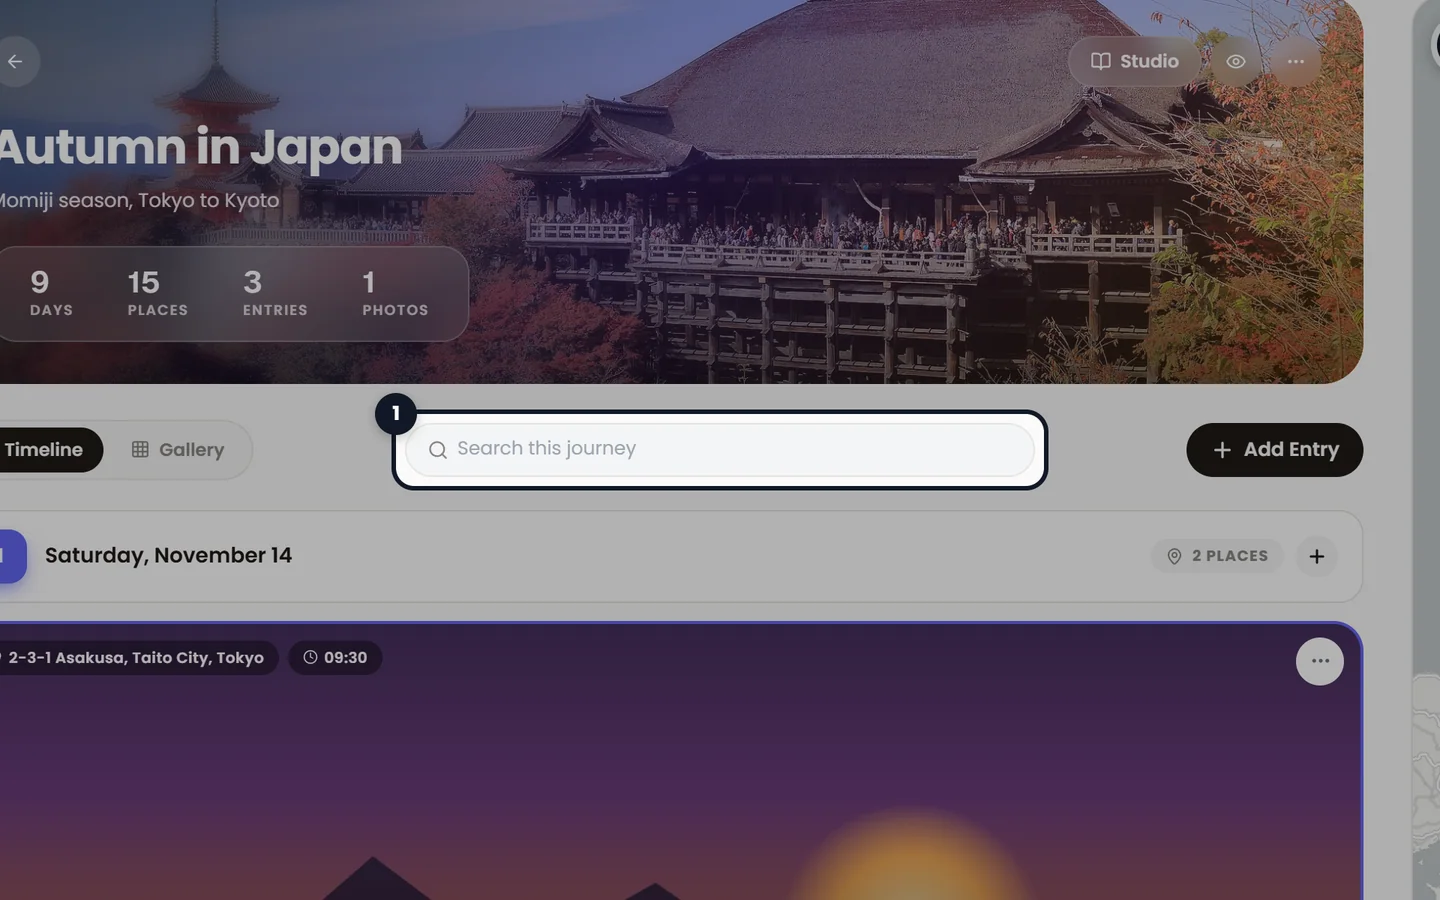 Studio
Autumn in Japan
Momiji season, Tokyo to Kyoto
9 15 3 1
DAYS PLACES ENTRIES PHOTOS
1
Timeline Gallery Search this journey Add Entry
Saturday, November 14 2 PLACES
2-3-1 Asakusa, Taito City, Tokyo 09:30